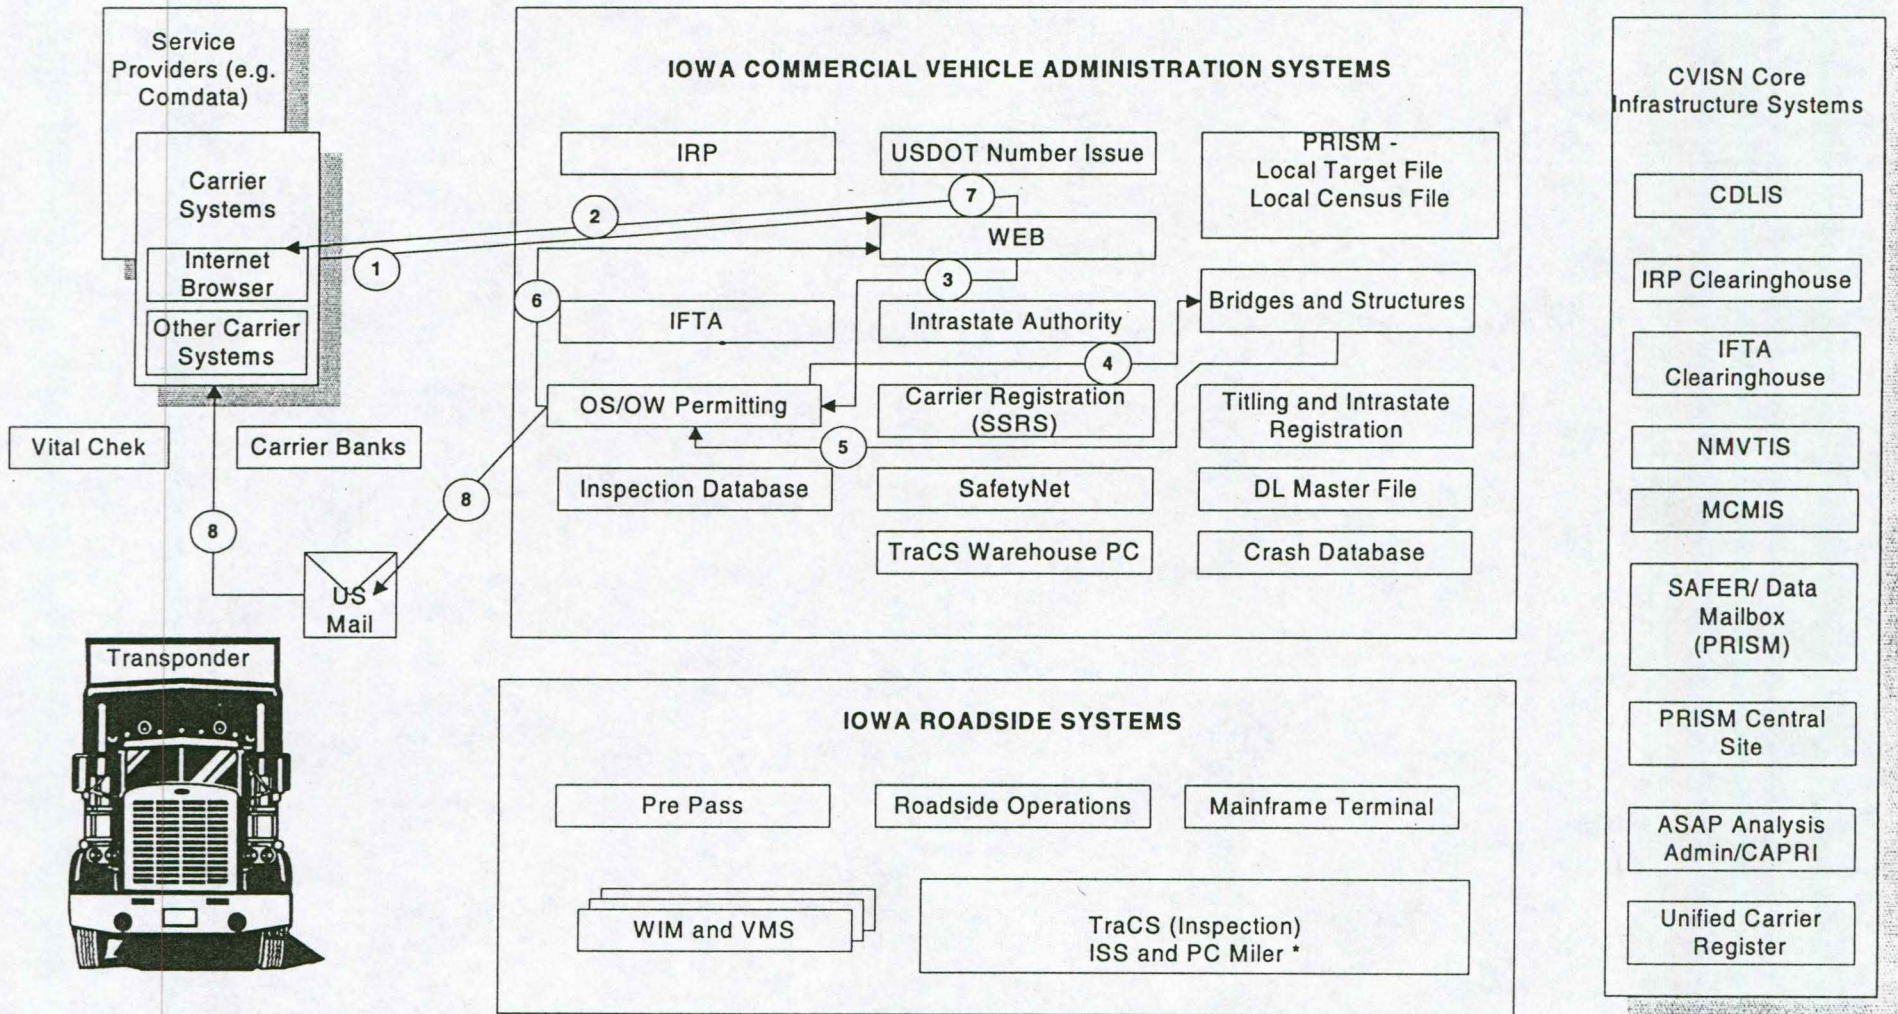 Service
Providers (e.g.
Comdata)
Carrier
Systems
Internet
Browser
Other Carrier
Systems
Vital Chek
Carrier Banks
1
2
8
8
US
Mail
Transponder
IOWA COMMERCIAL VEHICLE ADMINISTRATION SYSTEMS
IRP
USDOT Number Issue
PRISM -
Local Target File
Local Census File
7
WEB
3
6
IFTA
Intrastate Authority
Bridges and Structures
4
OS/OW Permitting
Carrier Registration
(SSRS)
Titling and Intrastate
Registration
5
Inspection Database
SafetyNet
DL Master File
TraCS Warehouse PC
Crash Database
IOWA ROADSIDE SYSTEMS
Pre Pass
Roadside Operations
Mainframe Terminal
WIM and VMS
TraCS (Inspection)
ISS and PC Miler *
CVISN Core
Infrastructure Systems
CDLIS
IRP Clearinghouse
IFTA
Clearinghouse
NMVTIS
MCMIS
SAFER/ Data
Mailbox
(PRISM)
PRISM Central
Site
ASAP Analysis
Admin/CAPRI
Unified Carrier
Register